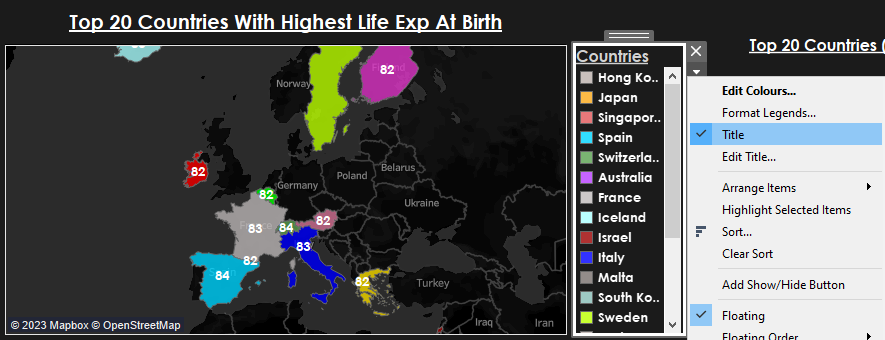 Top 20 Countries With Highest Life Exp At Birth
Top 20 Countries (
Norway
82
82
Belarus
82
Germany
Poland
Ukraine
83
84
82
83
82
84
82
Turkey
Iraq
Iran
© 2023 Mapbox © OpenStreetMap
Countries
Hong Ko..
Japan
Singapor..
Spain
Switzerla..
Australia
France
Iceland
Israel
Italy
Malta
South Ko..
Sweden
Edit Colours...
Format Legends...
Title
Edit Title...
Arrange Items
Highlight Selected Items
Sort...
Clear Sort
Add Show/Hide Button
Floating
Floating Order